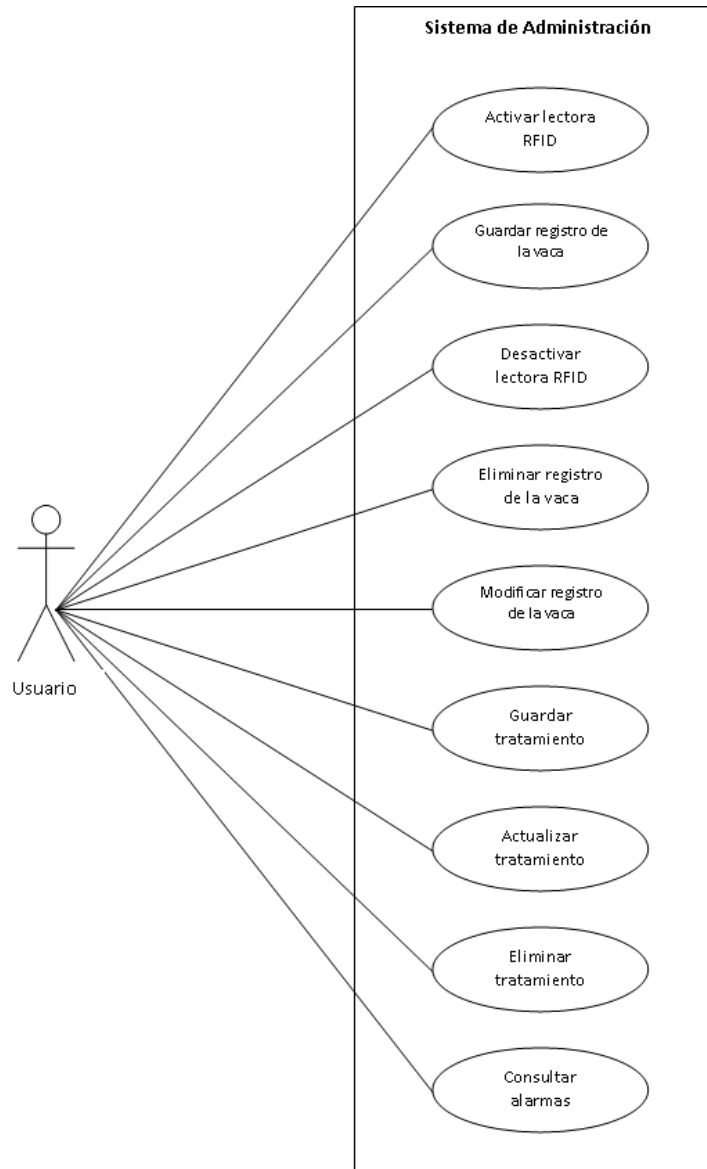 Sistema de Administración
Activar lectora
RFID
Guardar registro de
la vaca
Desactivar
lectora RFID
Eliminar registro
de la vaca
Modificar registro
de la vaca
Usuario
Guardar
tratamiento
Actualizar
tratamiento
Eliminar
tratamiento
Consultar
alarmas